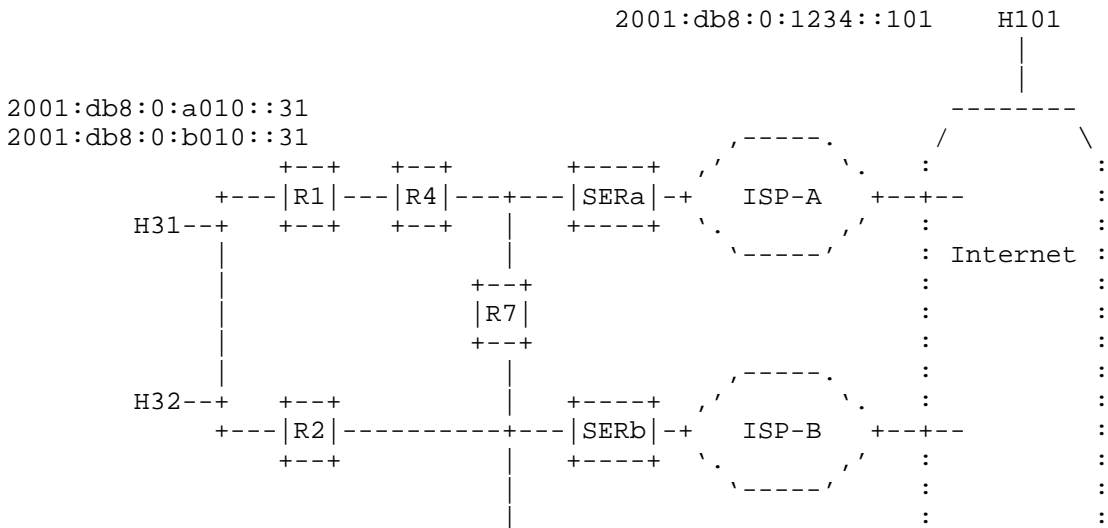 2001:db8:0:1234::101 H101
2001:db8:0:a010::31
2001:db8:0:b010::31
R1 R4 SERa ISP-A
H31
Internet
R7
H32
R2 SERb ISP-B